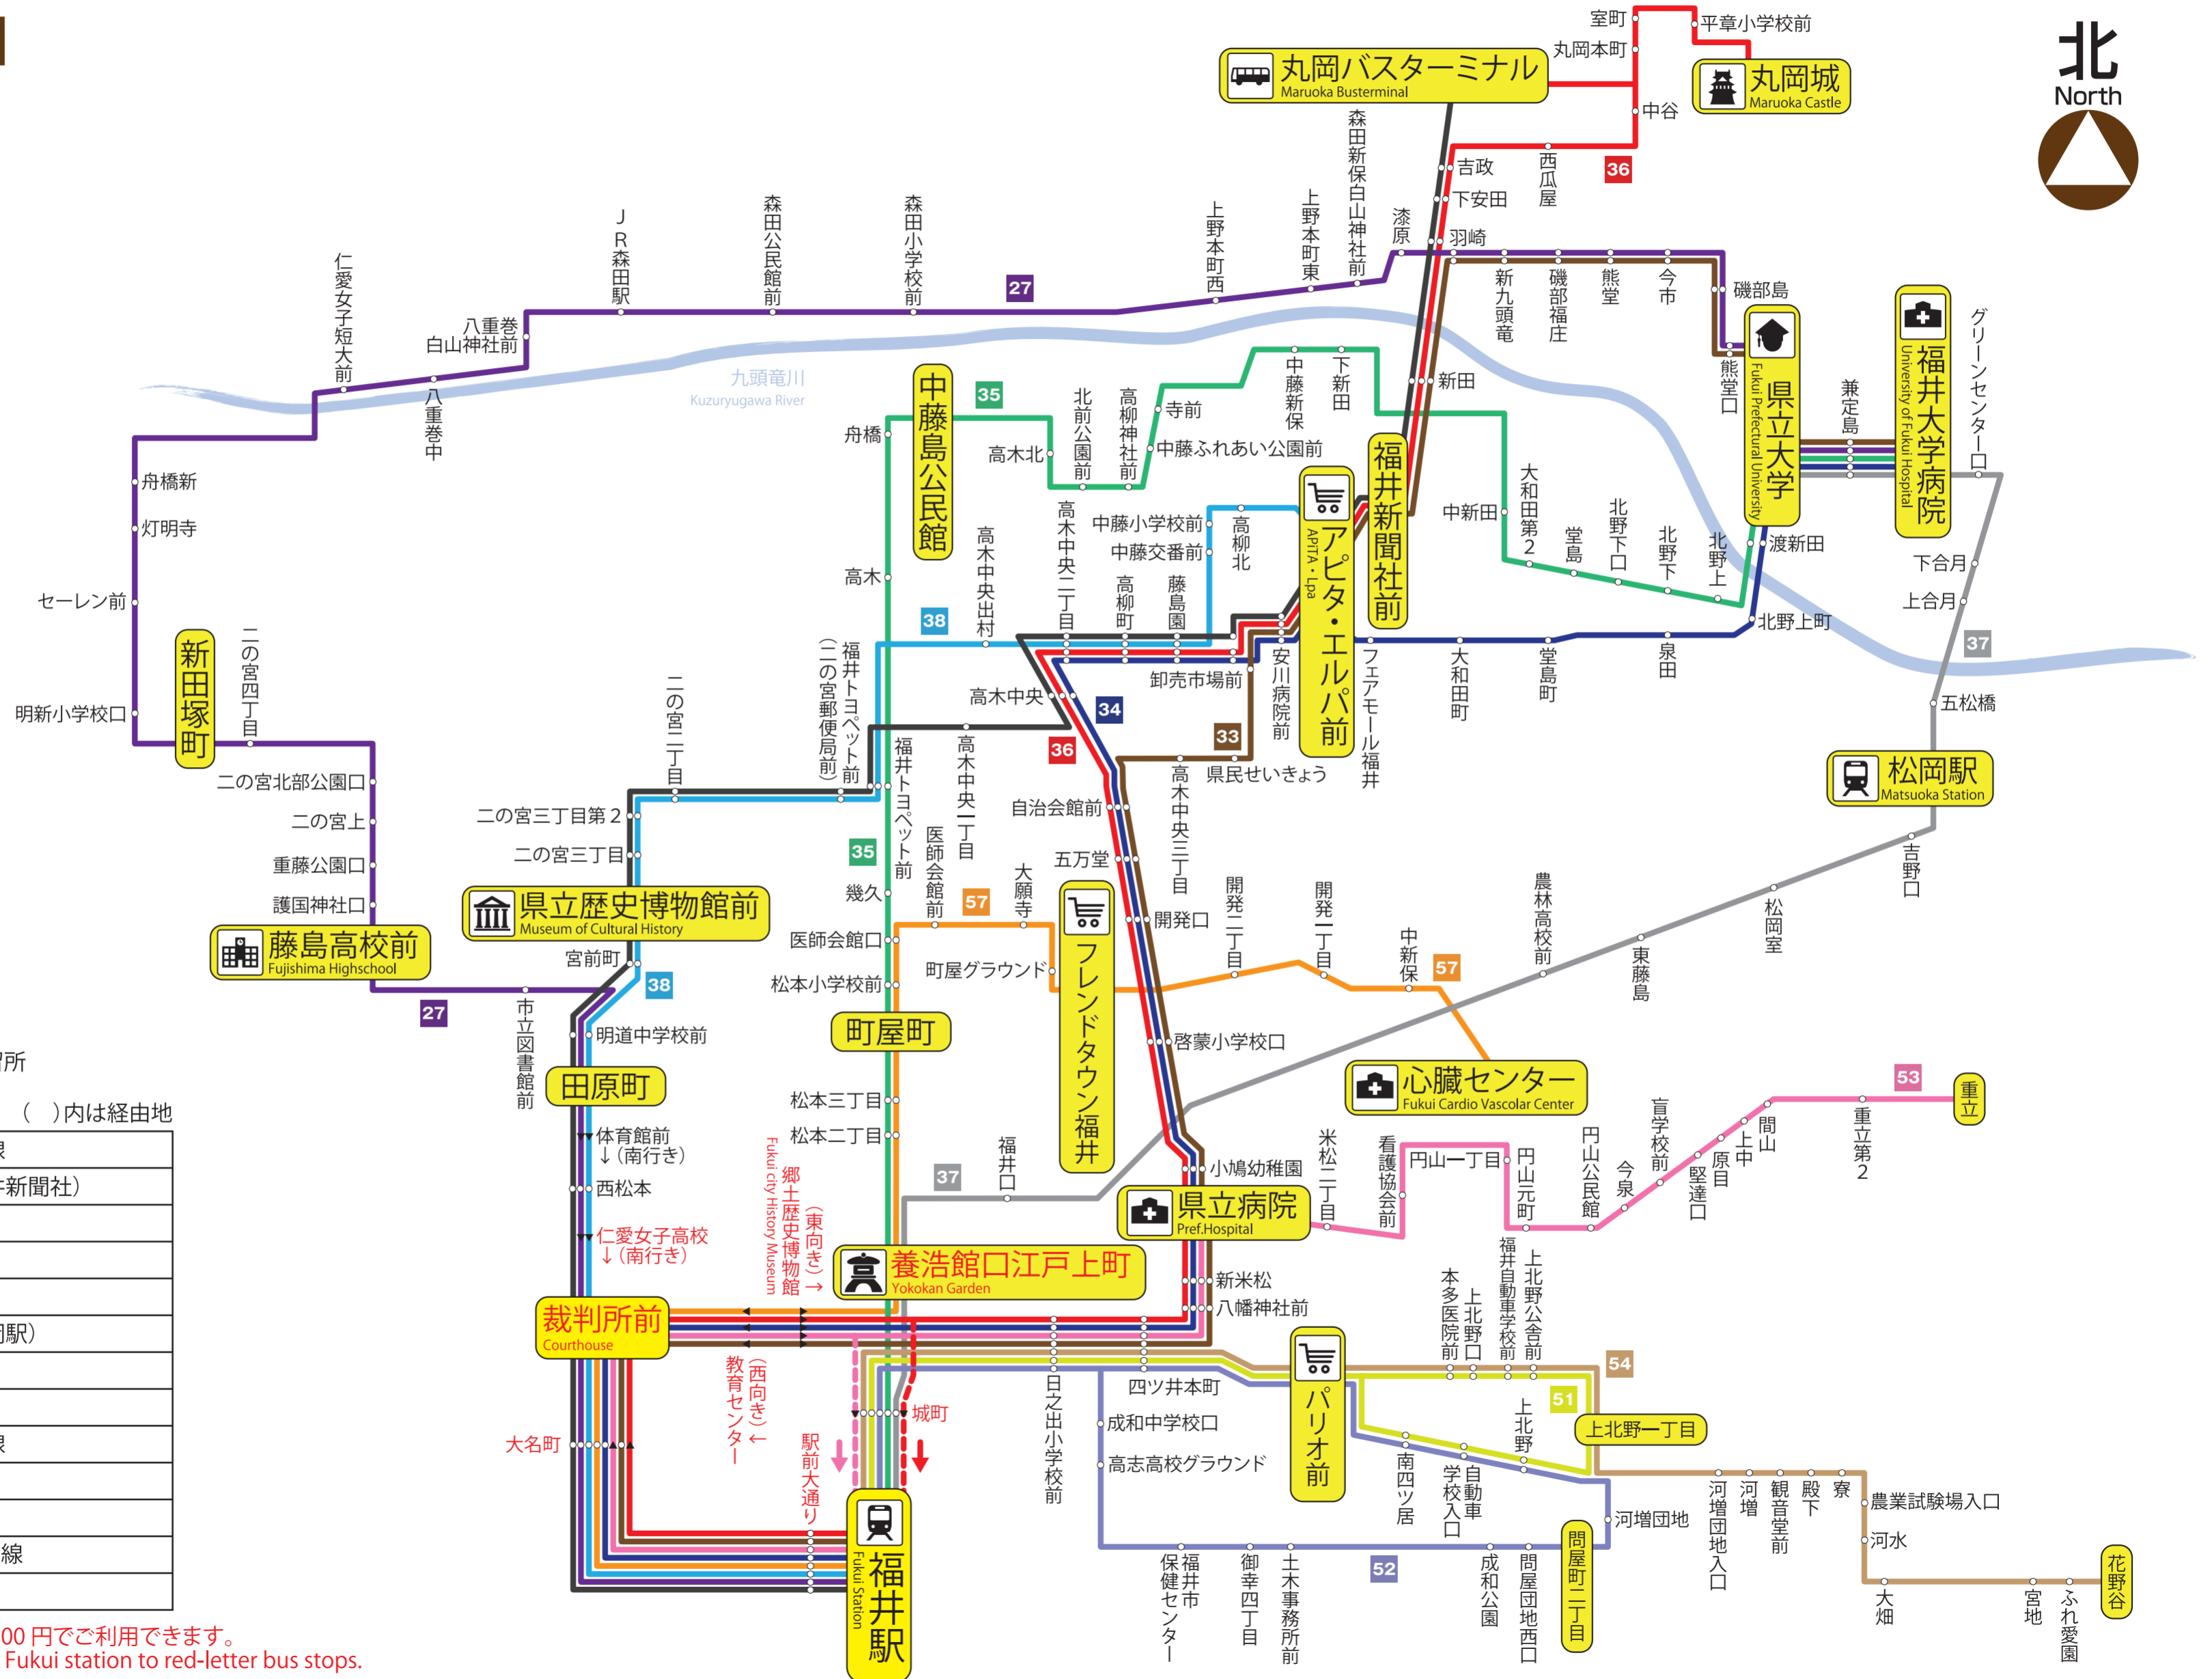 室町
平章小学校前
丸岡本町
丸岡バスターミナル
Maruoka Busterminal
丸岡城
Maruoka Castle
北
North
中谷
森田新保白山神社前
吉政
西瓜屋
36
下安田
上野本町東
上野本町西
漆原
羽崎
森田小学校前
森田公民館前
JR森田駅
仁愛女子短大前
27
新九頭竜
磯部福庄
熊堂
今市
磯部島
八重巻
白山神社前
八重巻中
九頭竜川
Kuzuryugawa River
県立大学
Fukui Prefectural University
福井大学病院
University of Fukui Hospital
グリーンセンター口
熊堂口
兼定島
中藤島公民館
35
舟橋
高木北
北前公園前
高柳神社前
寺前
中藤ふれあい公園前
中藤新保
下新田
新田
福井新聞社前
アピタ・エルパ前
APITA・Lpa
中新田
大和田第2
堂島
北野下口
北野下
北野上
渡新田
北野上町
舟橋新
灯明寺
セーレン前
新田塚町
二の宮四丁目
明新小学校口
高木
38
高木中央出村
高木中央二丁目
中藤小学校前
中藤交番前
高柳北
高柳町
藤島園
卸売市場前
安川病院前
フェアモール福井
大和田町
堂島町
泉田
下合月
上合月
37
五松橋
高木中央
34
36
33
県民せいきょう
高木中央三丁目
高木中央一丁目
福井トヨペット前
(二の宮郵便局前)
福井トヨペット前
二の宮二丁目
二の宮三丁目第2
二の宮三丁目
二の宮北部公園口
二の宮上
重藤公園口
護国神社口
藤島高校前
Fujishima Highschool
県立歴史博物館前
Museum of Cultural History
宮前町
38
27
市立図書館前
明道中学校前
田原町
35
幾久
医師会館前
57
大願寺
医師会館口
松本小学校前
町屋グラウンド
町屋町
松本三丁目
松本二丁目
自治会館前
五万堂
開発口
フレンドタウン福井
開発二丁目
開発一丁目
中新保
57
農林高校前
東藤島
松岡室
吉野口
松岡駅
Matsuoka Station
啓蒙小学校口
心臓センター
Fukui Cardio Vascolar Center
53
重立
重立第2
間山
上中
原目
堅達口
盲学校前
今泉
円山公民館
円山元町
円山一丁目
看護協会前
米松二丁目
小鳩幼稚園
県立病院
Pref.Hospital
37
福井口
体育館前
↓(南行き)
西松本
仁愛女子高校
↓(南行き)
(東向き)→
郷土歴史博物館
Fukui city History Museum
養浩館口江戸上町
Yokokan Garden
裁判所前
Courthouse
(西向き)←
教育センター
新米松
八幡神社前
本多医院前
上北野口
福井自動車学校前
上北野公舎前
パリオ前
54
51
上北野一丁目
四ツ井本町
日之出小学校前
成和中学校口
高志高校グラウンド
城町
大名町
駅前大通り
福井駅
Fukui Station
南四ツ居
自動車
学校入口
上北野
河増団地
河増団地入口
河増
観音堂前
殿下
寮
農業試験場入口
河水
花野谷
大畑
宮地
ふれ愛園
福井市
保健センター
御幸四丁目
土木事務所前
52
成和公園
問屋団地西口
問屋町二丁目
留所
( )内は経由地
線
井新聞社)
岡駅)
線
線
00 円でご利用できます。
Fukui station to red-letter bus stops.